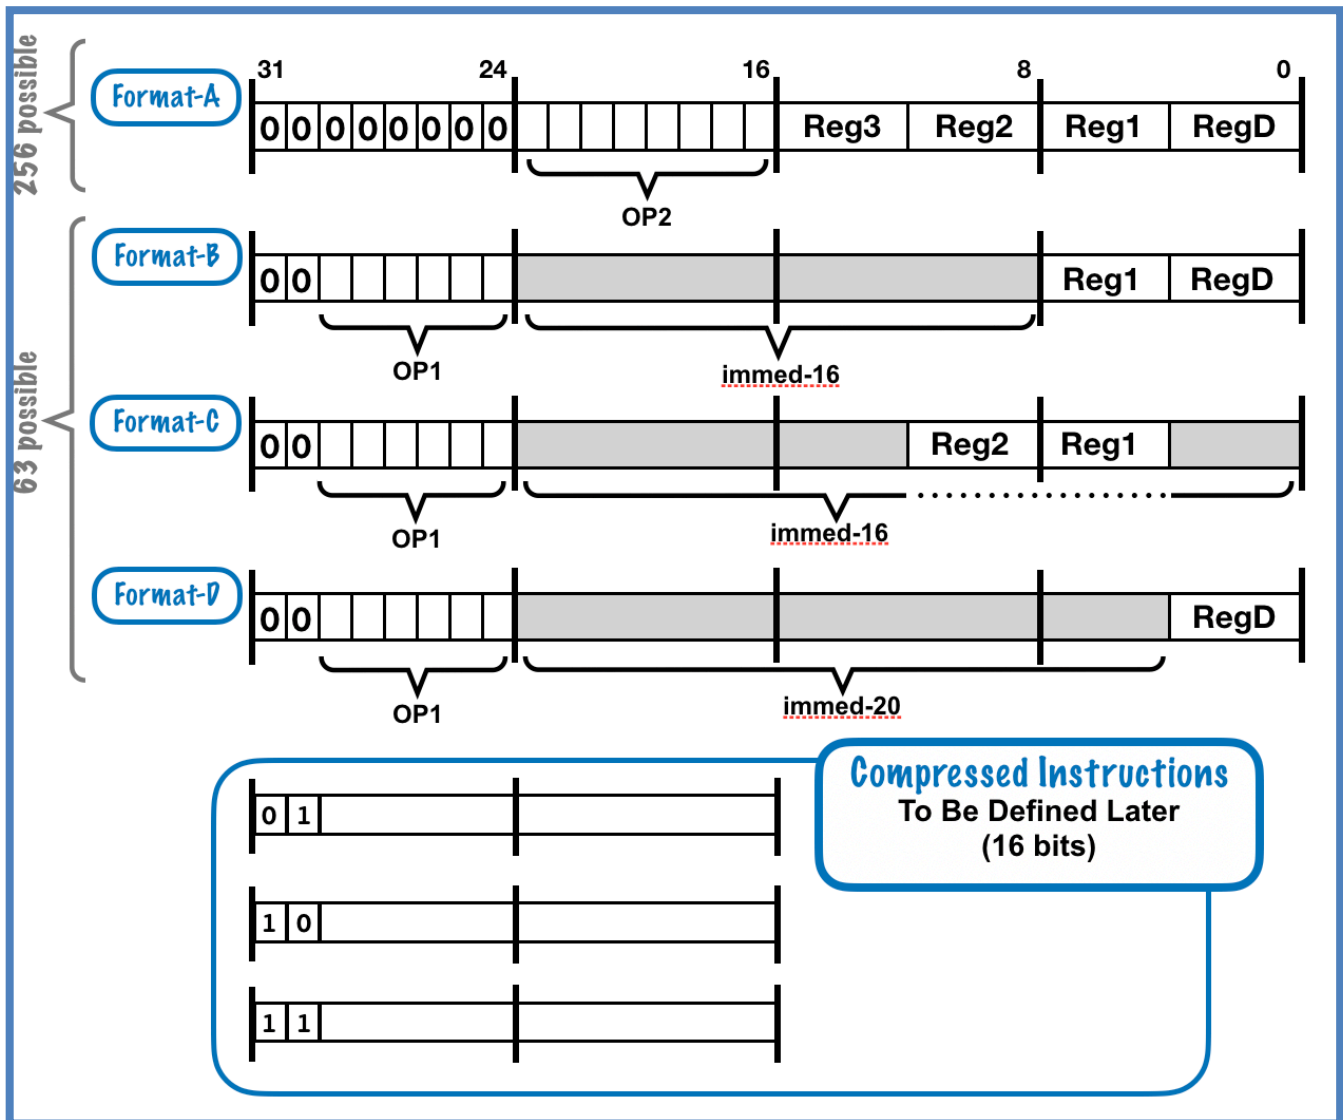 256 possible
Format-A
31 24 16 8 0
0 0 0 0 0 0 0 0 Reg3 Reg2 Reg1 RegD
OP2
63 possible
Format-B
0 0 Reg1 RegD
OP1 immed-16
Format-C
0 0 Reg2 Reg1
OP1 immed-16
Format-D
0 0 RegD
OP1 immed-20
Compressed Instructions
To Be Defined Later
(16 bits)
0 1
1 0
1 1